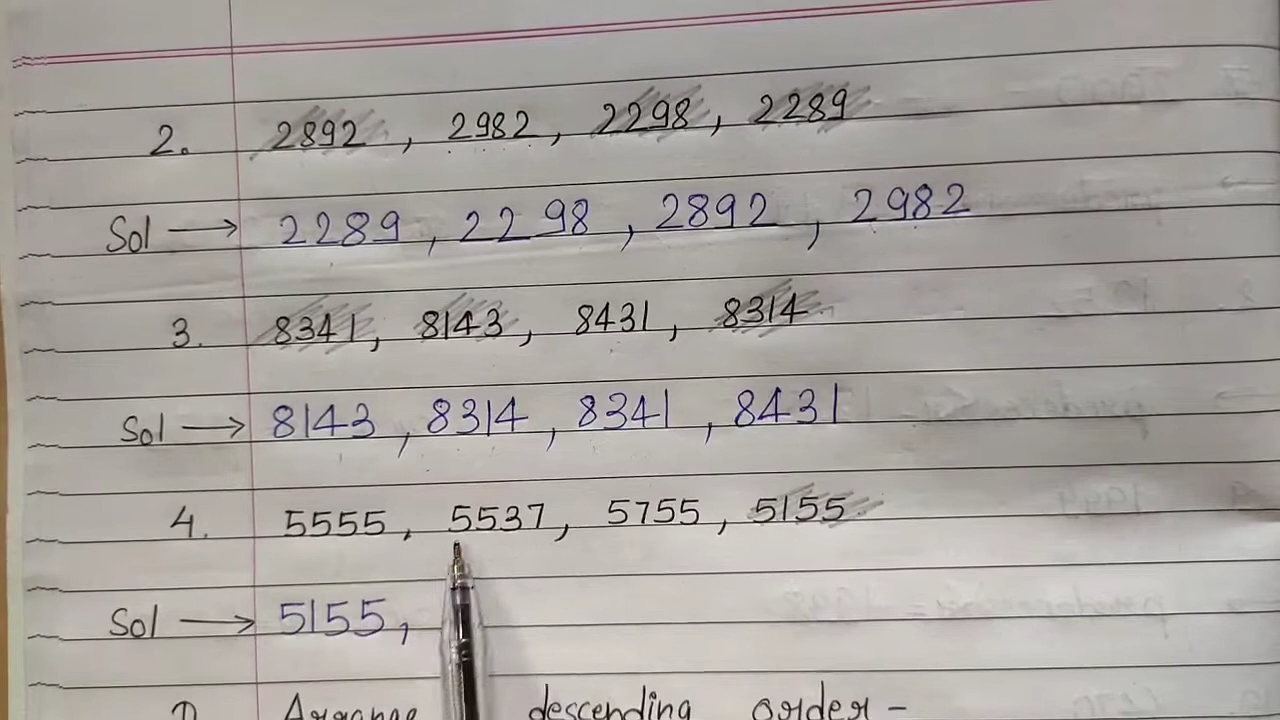 2. 2892, 2982, 2298, 2289
Sol → 2289, 2298, 2892, 2982
3. 8341, 8143, 8431, 8314
Sol → 8143, 8314, 8341, 8431
4. 5555, 5537, 5755, 5155
Sol → 5155,
Arrange descending order -